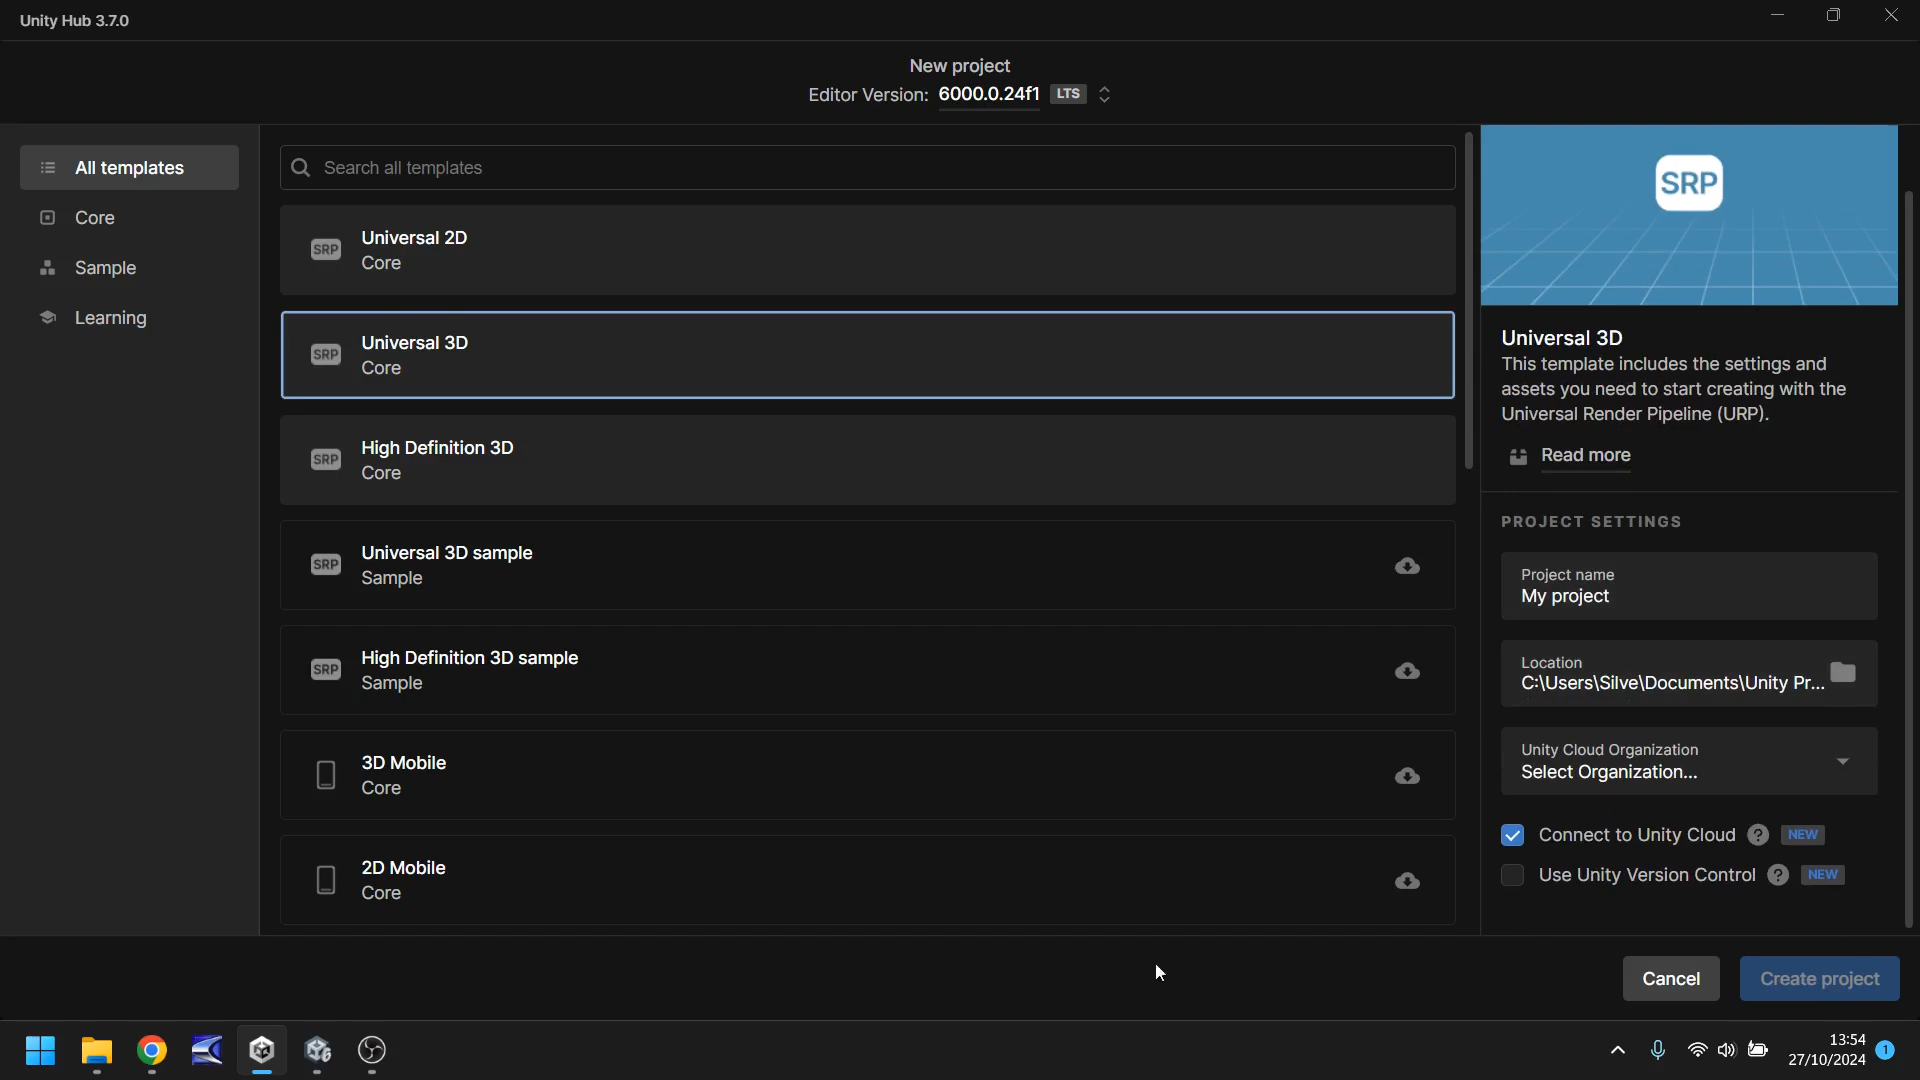 Unity Hub 3.7.0
New project
Editor Version: 6000.0.24f1 LTS
All templates
Core
Sample
Learning
Search all templates
SRP
Universal 2D
Core
SRP
Universal 3D
Core
SRP
High Definition 3D
Core
SRP
Universal 3D sample
Sample
SRP
High Definition 3D sample
Sample
3D Mobile
Core
2D Mobile
Core
SRP
Universal 3D
This template includes the settings and
assets you need to start creating with the
Universal Render Pipeline (URP).
Read more
PROJECT SETTINGS
Project name
My project
Location
C:\Users\Silve\Documents\Unity Pr...
Unity Cloud Organization
Select Organization...
Connect to Unity Cloud ? NEW
Use Unity Version Control ? NEW
Cancel
Create project
6
13:54
27/10/2024
1